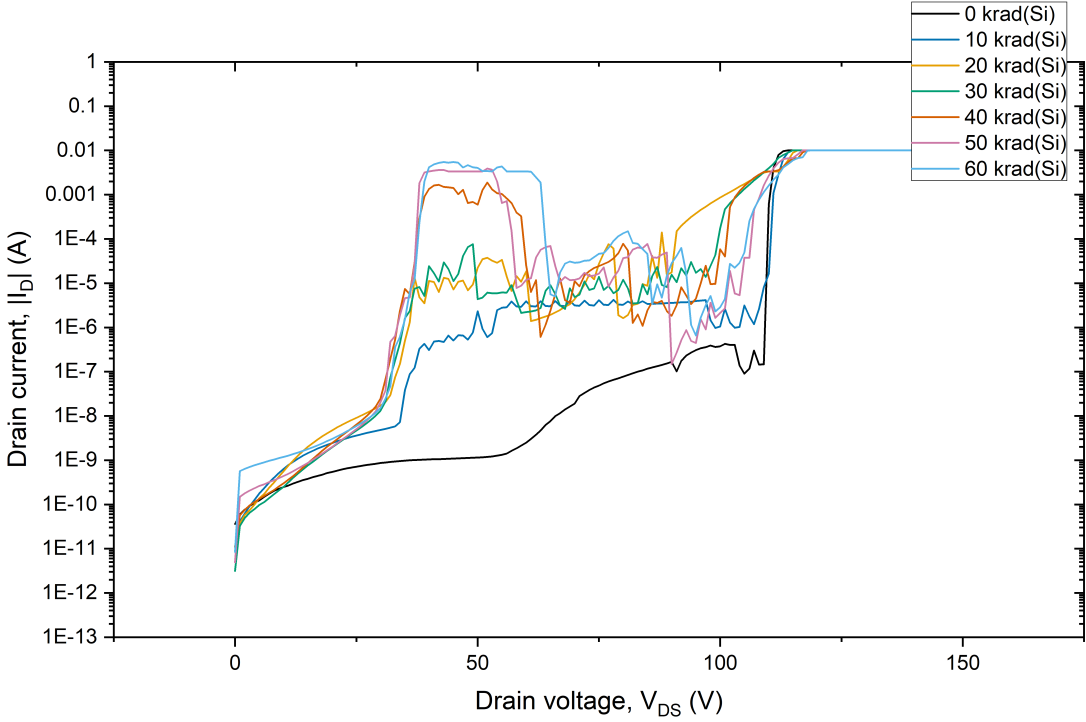 0 krad(Si)
10 krad(Si)
20 krad(Si)
30 krad(Si)
40 krad(Si)
50 krad(Si)
60 krad(Si)
1
0.1
0.01
0.001
1E-4
1E-5
1E-6
1E-7
1E-8
1E-9
1E-10
1E-11
1E-12
1E-13
Drain current, |I_D| (A)
0 50 100 150
Drain voltage, V_DS (V)